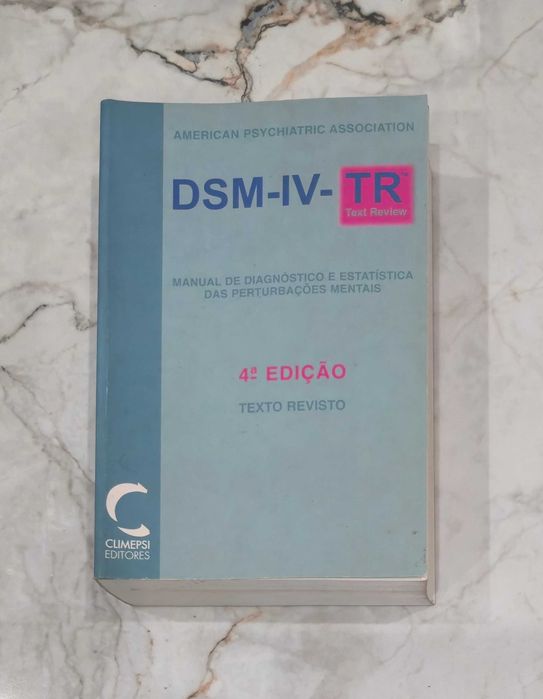 AMERICAN PSYCHIATRIC ASSOCIATION
DSM-IV-TR™
Text Review
MANUAL DE DIAGNÓSTICO E ESTATÍSTICA
DAS PERTURBAÇÕES MENTAIS
4ª EDIÇÃO
TEXTO REVISTO
CLIMEPSI
EDITORES